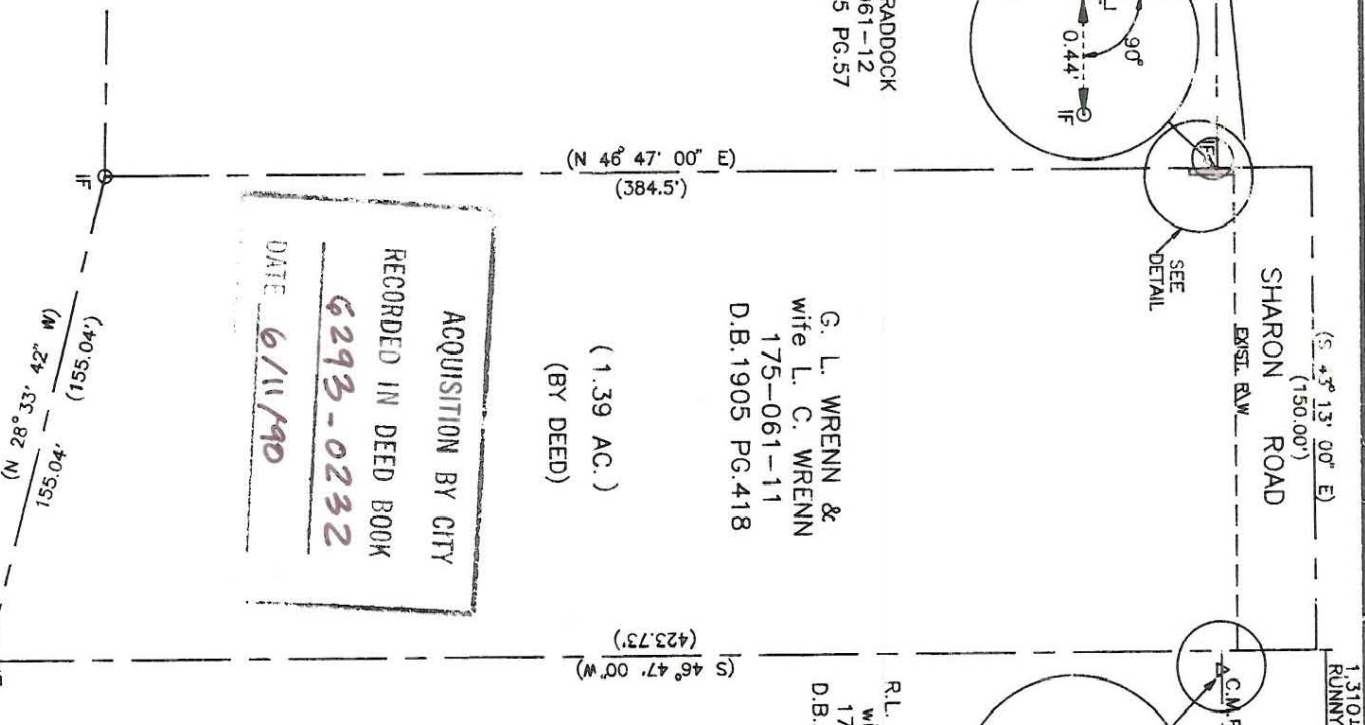 RADDOCK
061-12
5 PG.57
90°
0.44'
IF
IF
SEE
DETAIL
(S 43° 13' 00" E)
(150.00')
SHARON ROAD
EXIST. R/W
1,310.
RUNNY
C.M.F
(N 46° 47' 00" E)
(384.5')
IF
G. L. WRENN &
wife L. C. WRENN
175-061-11
D.B.1905 PG.418
(1.39 AC.)
(BY DEED)
ACQUISITION BY CITY
RECORDED IN DEED BOOK
6293-0232
DATE 6/11/90
(S 46° 47' 00" W)
(423.73')
R.L.
17
D.B.
(N 28° 33' 42" W)
(155.04')
155.04'